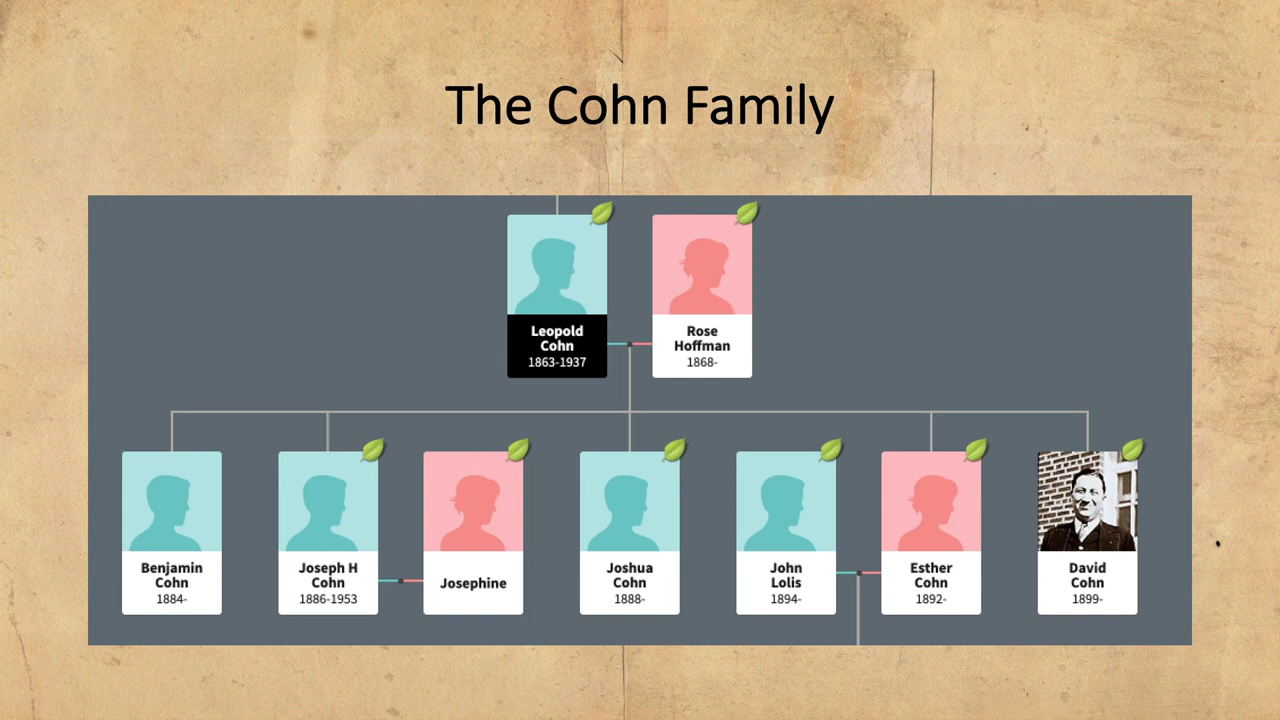 The Cohn Family
Leopold
Cohn
1863-1937
Rose
Hoffman
1868-
Benjamin
Cohn
1884-
Joseph H
Cohn
1886-1953
Josephine
Joshua
Cohn
1888-
John
Lolis
1894-
Esther
Cohn
1892-
David
Cohn
1899-